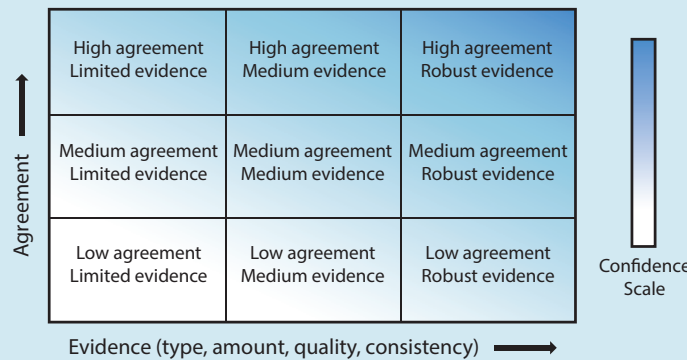 High agreement
Limited evidence
High agreement
Medium evidence
High agreement
Robust evidence
Medium agreement
Limited evidence
Medium agreement
Medium evidence
Medium agreement
Robust evidence
Low agreement
Limited evidence
Low agreement
Medium evidence
Low agreement
Robust evidence
Agreement
Evidence (type, amount, quality, consistency)
Confidence
Scale